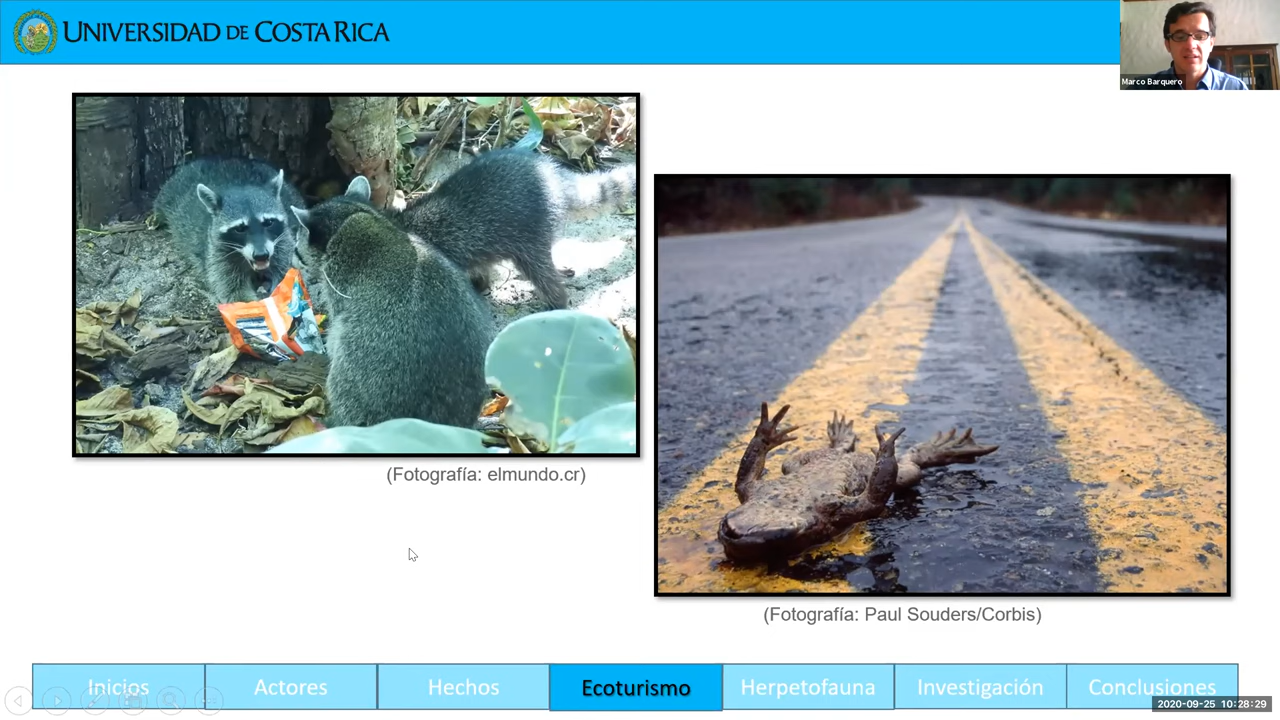 UNIVERSIDAD DE COSTA RICA
Marco Barquero
(Fotografía: elmundo.cr)
(Fotografía: Paul Souders/Corbis)
Inicios
Actores
Hechos
Ecoturismo
Herpetofauna
Investigación
Conclusiones
2020-09-25 10:28:29